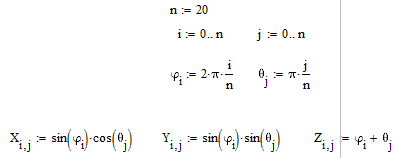 n := 20
i := 0.. n j := 0.. n
φ_i := 2·π·i/n θ_j := π·j/n
X_{i,j} := sin(φ_i)·cos(θ_j) Y_{i,j} := sin(φ_i)·sin(θ_j) Z_{i,j} := φ_i + θ_j